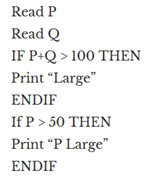 Read P
Read Q
IF P+Q > 100 THEN
Print “Large”
ENDIF
If P > 50 THEN
Print “P Large”
ENDIF